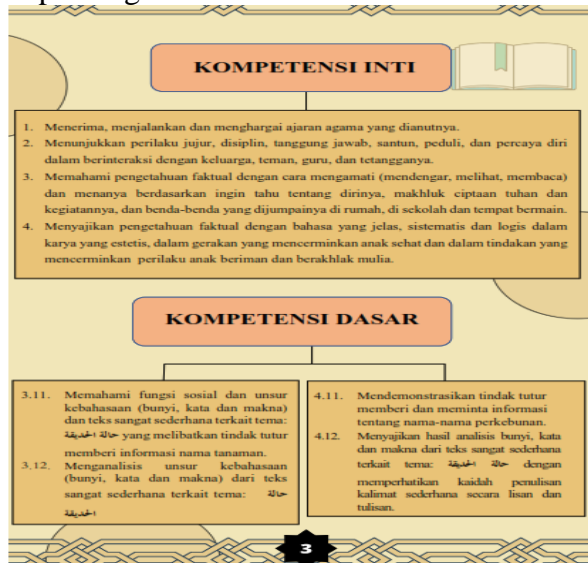 KOMPETENSI INTI
1. Menerima, menjalankan dan menghargai ajaran agama yang dianutnya.
2. Menunjukkan perilaku jujur, disiplin, tanggung jawab, santun, peduli, dan percaya diri
dalam berinteraksi dengan keluarga, teman, guru, dan tetangganya.
3. Memahami pengetahuan faktual dengan cara mengamati (mendengar, melihat, membaca)
dan menanya berdasarkan ingin tahu tentang dirinya, makhluk ciptaan tuhan dan
kegiatannya, dan benda-benda yang dijumpainya di rumah, di sekolah dan tempat bermain.
4. Menyajikan pengetahuan faktual dengan bahasa yang jelas, sistematis dan logis dalam
karya yang estetis, dalam gerakan yang mencerminkan anak sehat dan dalam tindakan yang
mencerminkan perilaku anak beriman dan berakhlak mulia.
KOMPETENSI DASAR
3.11. Memahami fungsi sosial dan unsur
kebahasaan (bunyi, kata dan makna)
dan teks sangat sederhana terkait tema:
حالة الحديقة yang melibatkan tindak tutur
memberi informasi nama tanaman.
3.12. Menganalisis unsur kebahasaan
(bunyi, kata dan makna) dari teks
sangat sederhana terkait tema: حالة
الحديقة
4.11. Mendemonstrasikan tindak tutur
memberi dan meminta informasi
tentang nama-nama perkebunan.
4.12. Menyajikan hasil analisis bunyi, kata
dan makna dari teks sangat sederhana
terkait tema: حالة الحديقة dengan
memperhatikan kaidah penulisan
kalimat sederhana secara lisan dan
tulisan.
3